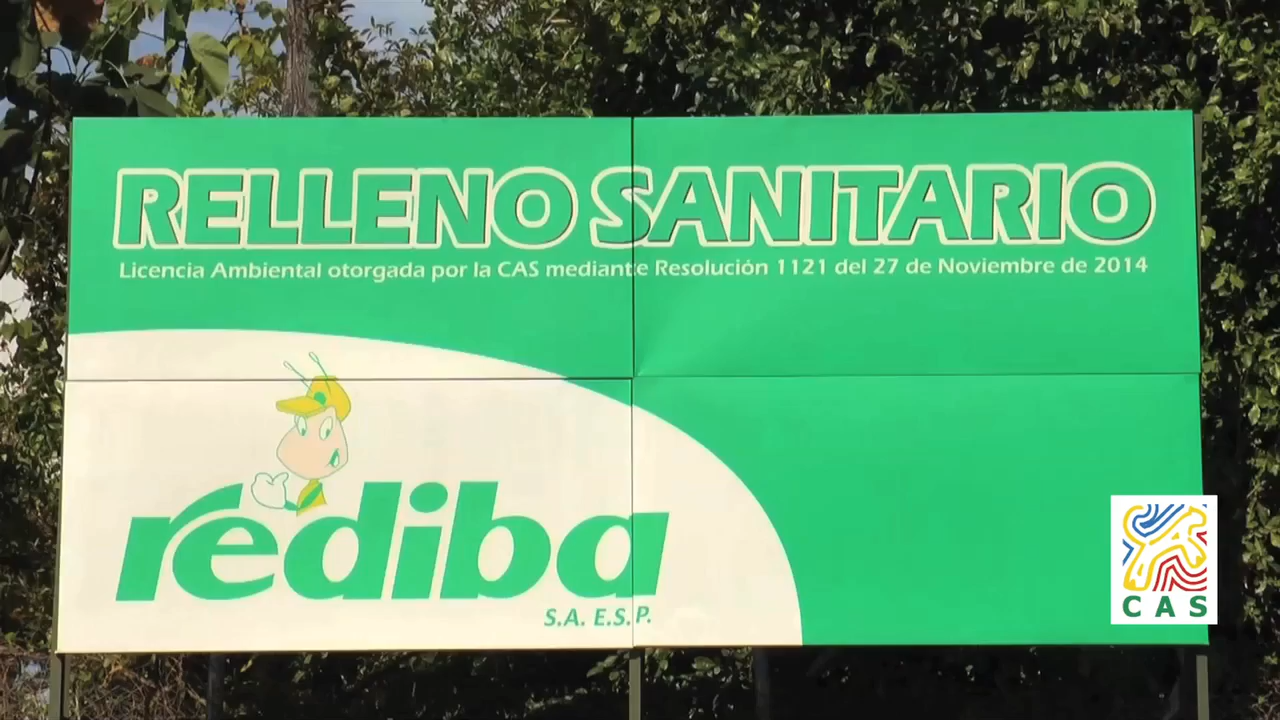 RELLENO SANITARIO
Licencia Ambiental otorgada por la CAS mediante Resolución 1121 del 27 de Noviembre de 2014
rediba
S.A. E.S.P.
CAS